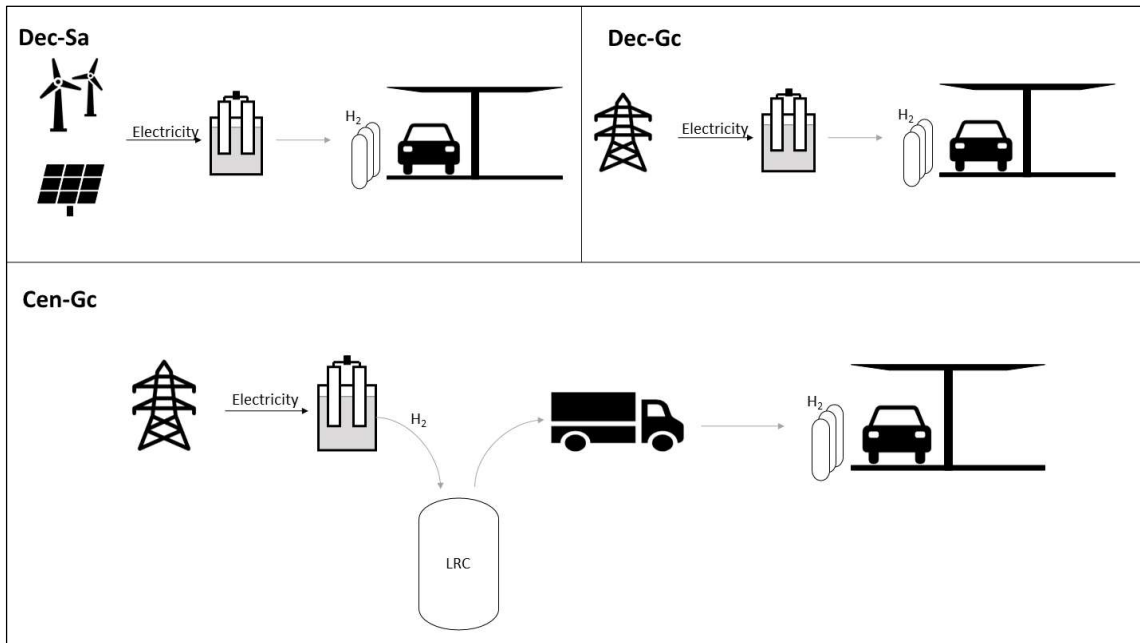 Dec-Sa
Electricity
H₂
Dec-Gc
Electricity
H₂
Cen-Gc
Electricity
H₂
LRC
H₂